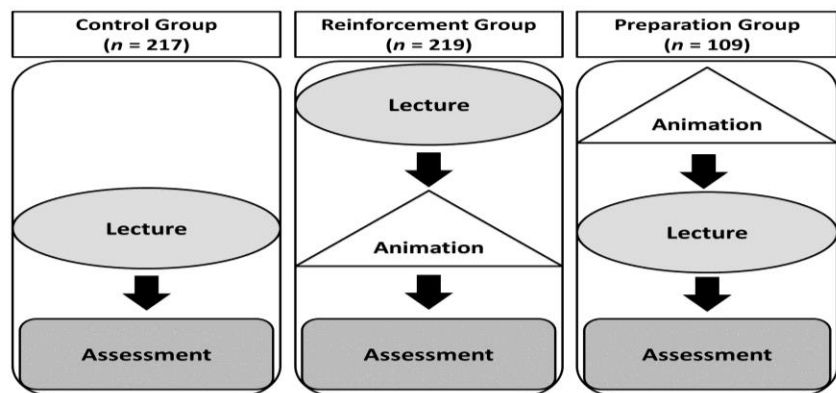 Control Group
(n = 217)
Lecture
Assessment
Reinforcement Group
(n = 219)
Lecture
Animation
Assessment
Preparation Group
(n = 109)
Animation
Lecture
Assessment